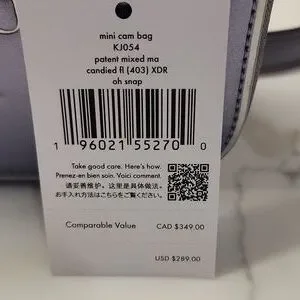 mini cam bag
KJ054
patent mixed ma
candied fl (403) XDR
oh snap
1 96021 55270 0
Take good care. Here's how.
Prenez-en bien soin. Voici comment.
请妥善维护。这里是具体做法。
お手入れ方法はこちらをご覧ください。
Comparable Value CAD $349.00
USD $289.00